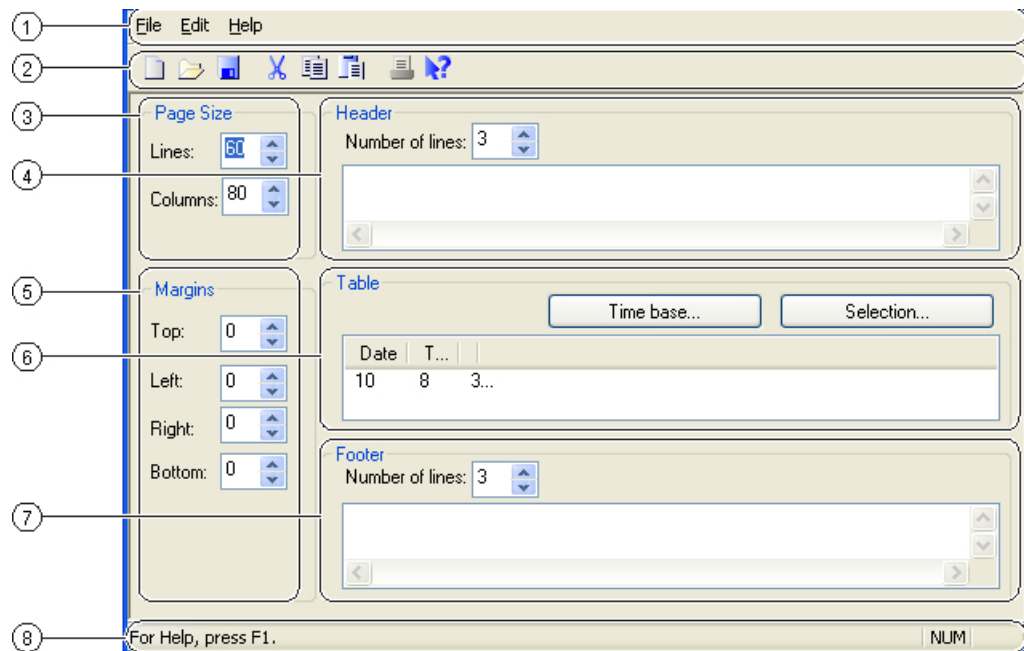 1
File Edit Help
2
3
Page Size
Lines: 60
Columns: 80
Header
Number of lines: 3
4
5
Margins
Top: 0
Left: 0
Right: 0
Bottom: 0
Table
Time base... Selection...
6
Date T...
10 8 3...
Footer
Number of lines: 3
7
8
For Help, press F1. NUM